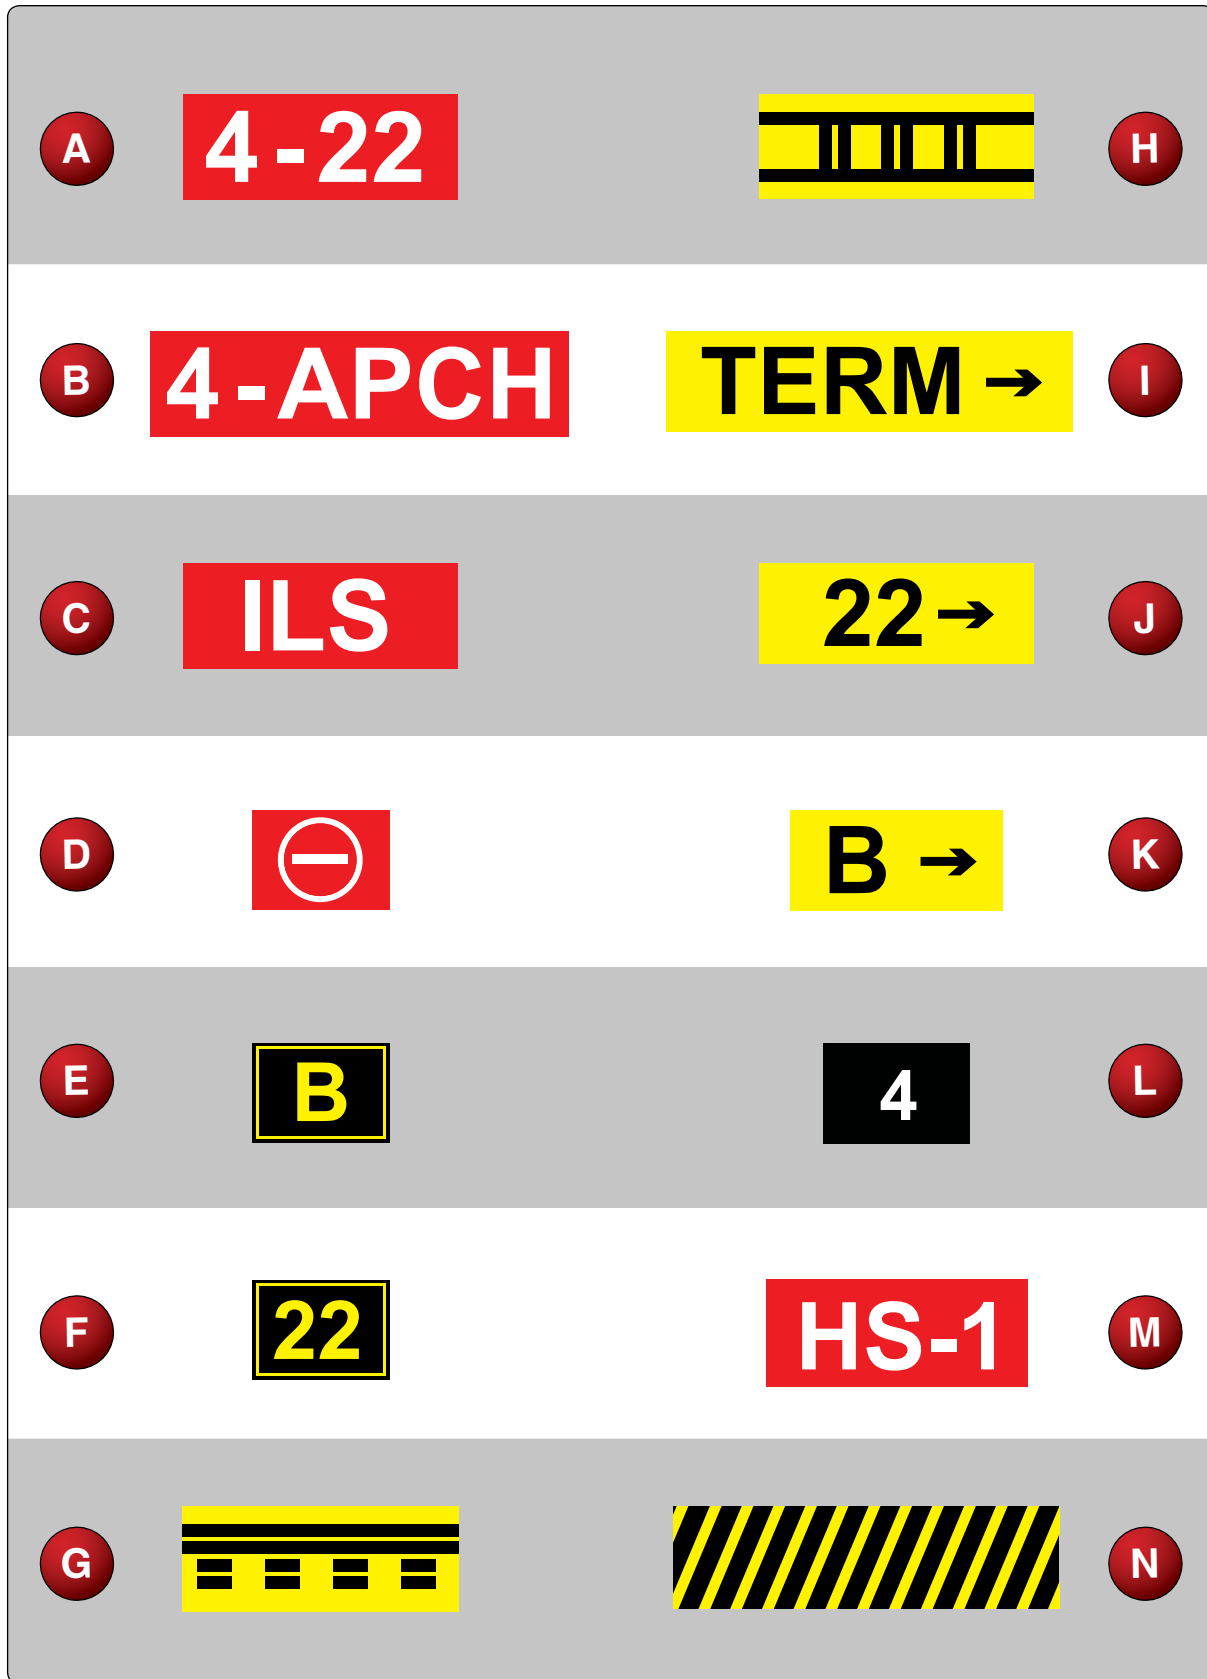 A 4-22 H
B 4-APCH TERM → I
C ILS 22→ J
D K B →
E B 4 L
F 22 HS-1 M
G N